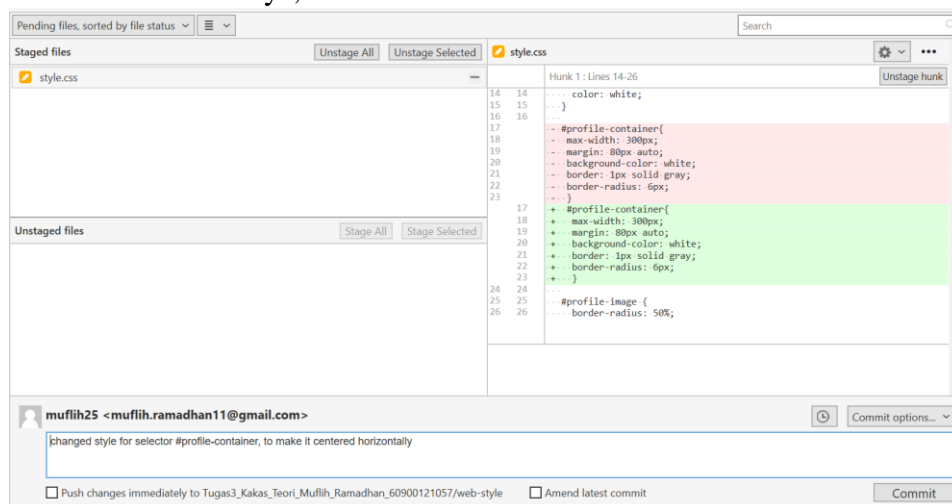 Pending files, sorted by file status
Search
Staged files
Unstage All
Unstage Selected
style.css
•••
style.css
Hunk 1 : Lines 14-26
Unstage hunk
14 14 color: white;
15 15 }
16 16
17 - #profile-container{
18 - max-width: 300px;
19 - margin: 80px auto;
20 - background-color: white;
21 - border: 1px solid gray;
22 - border-radius: 6px;
23 - }
17 + #profile-container{
18 + max-width: 300px;
19 + margin: 80px auto;
20 + background-color: white;
21 + border: 1px solid gray;
22 + border-radius: 6px;
23 + }
24 24
25 25 #profile-image {
26 26 border-radius: 50%;
Unstaged files
Stage All
Stage Selected
muflih25 <muflih.ramadhan11@gmail.com>
Commit options...
changed style for selector #profile-container, to make it centered horizontally
Push changes immediately to Tugas3_Kakas_Teori_Muflih_Ramadhan_60900121057/web-style
Amend latest commit
Commit